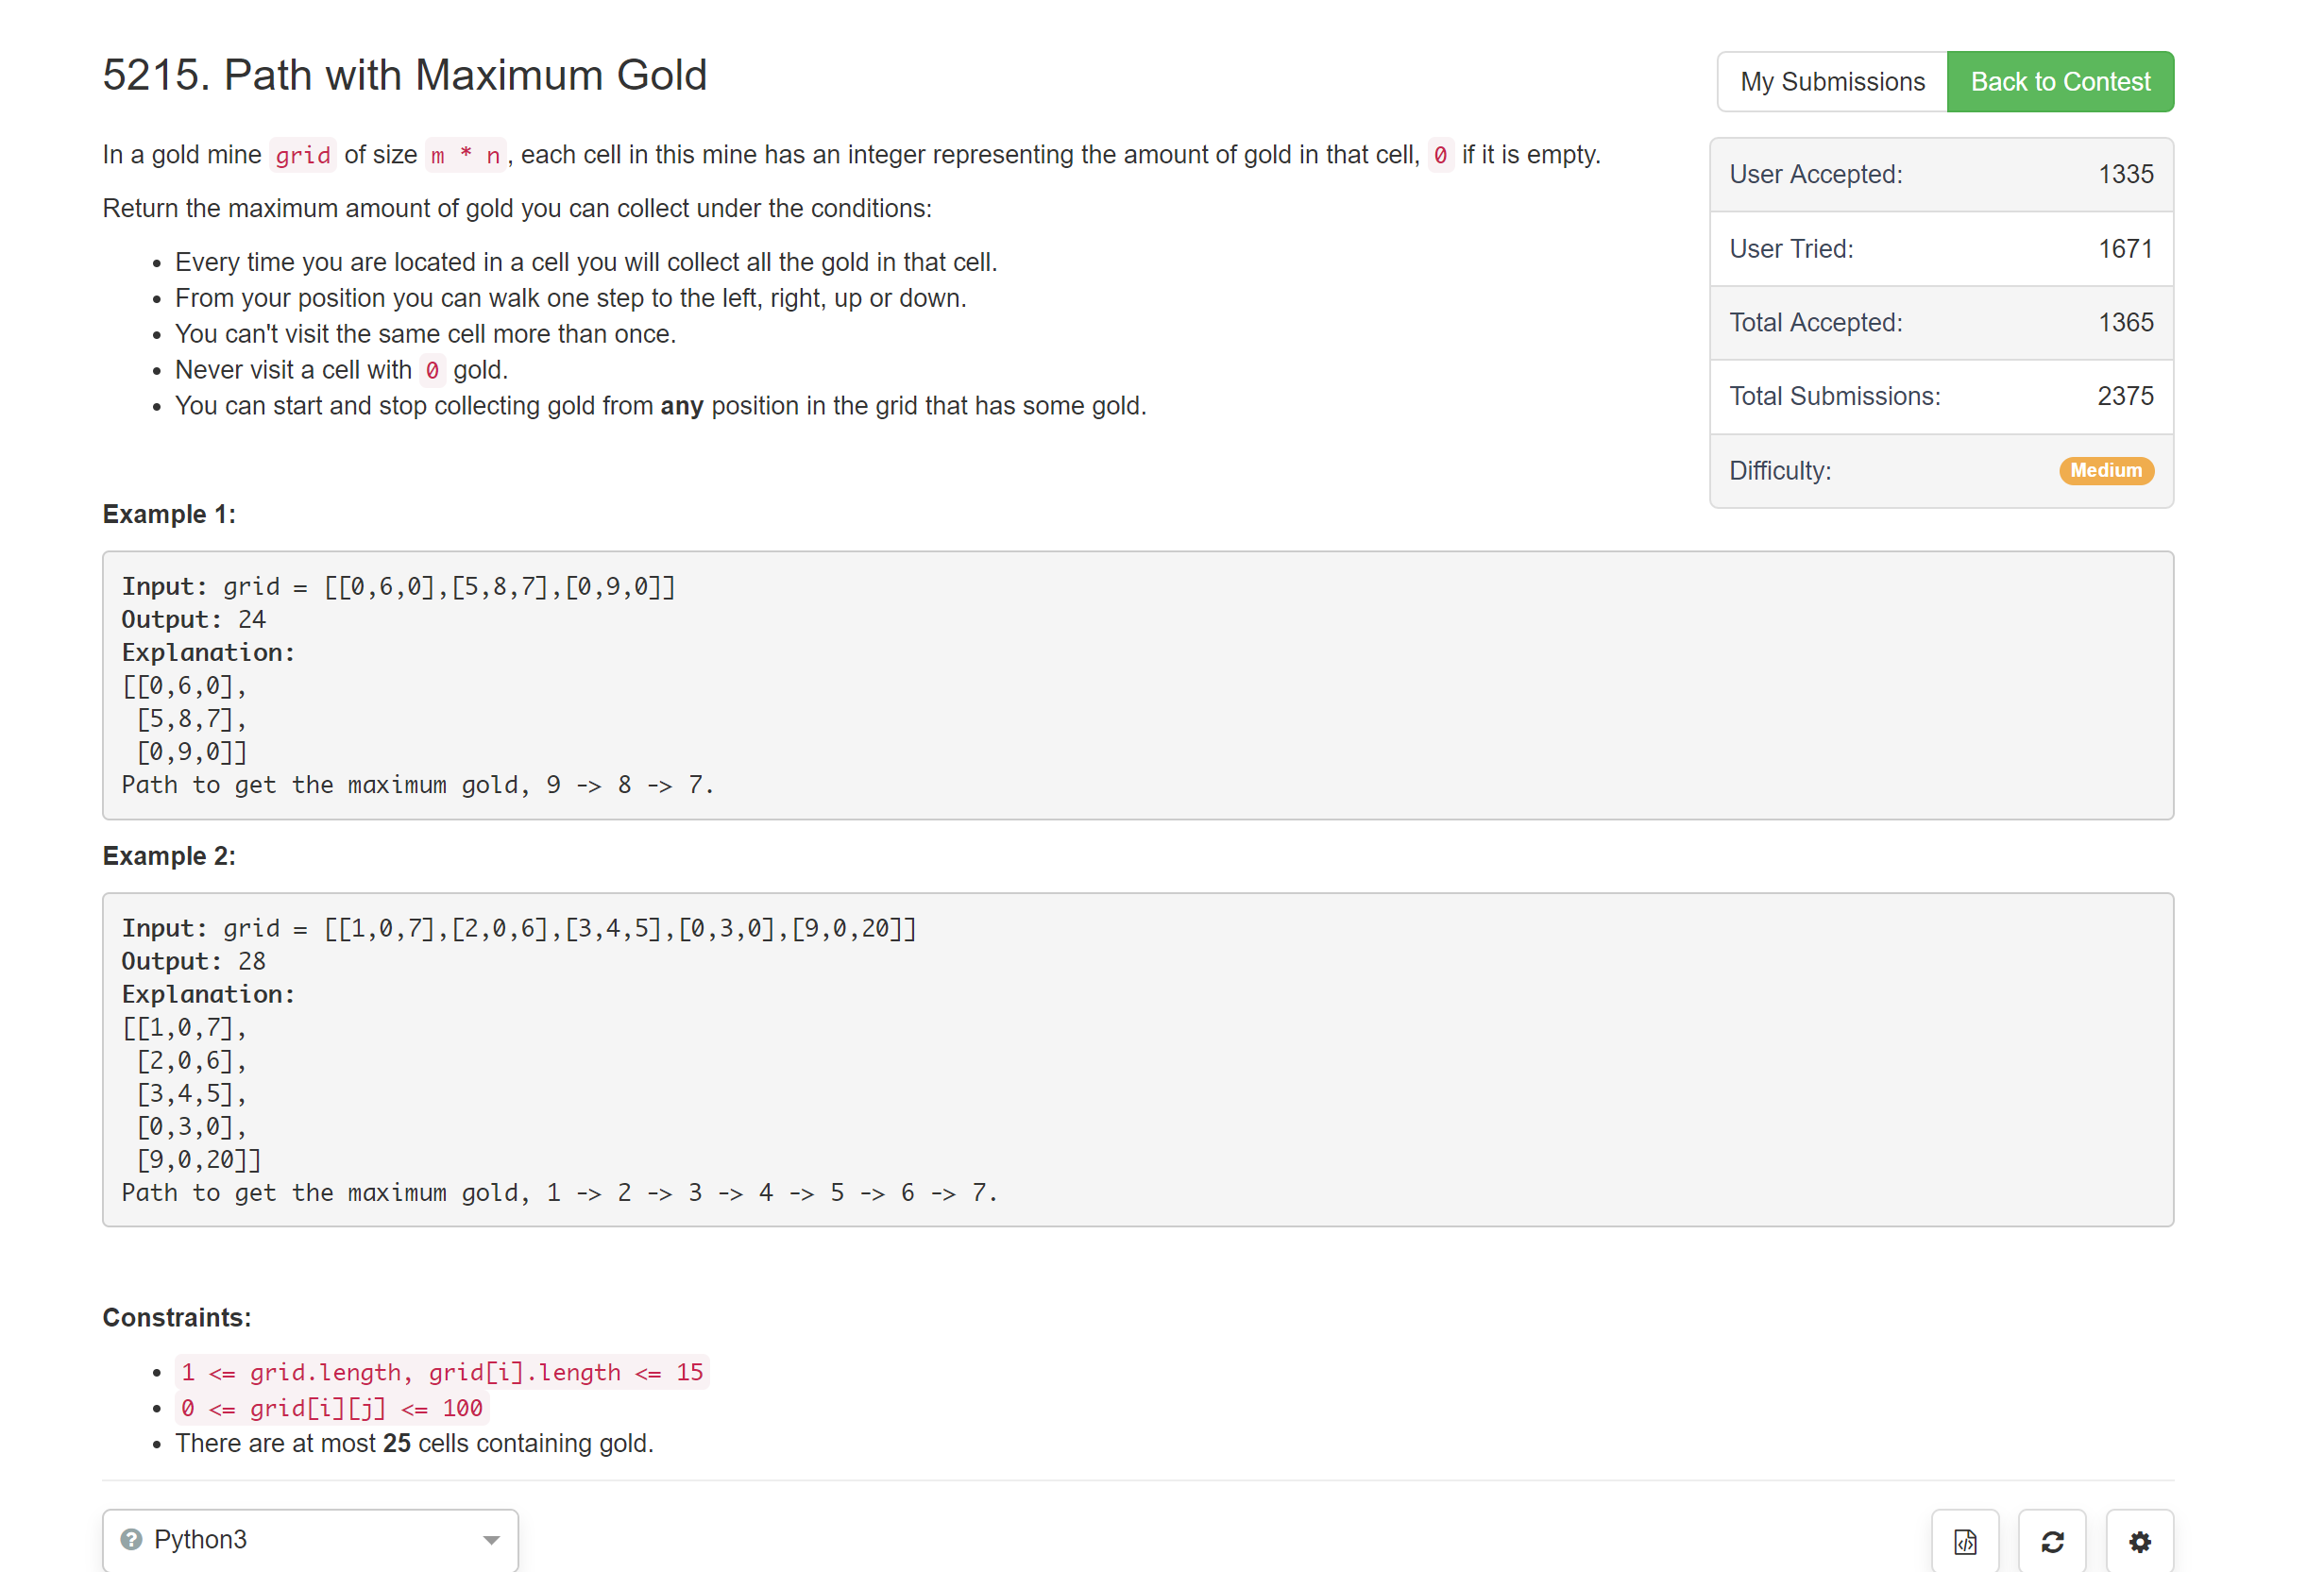 5215. Path with Maximum Gold
My Submissions
Back to Contest
In a gold mine grid of size m * n, each cell in this mine has an integer representing the amount of gold in that cell, 0 if it is empty.
Return the maximum amount of gold you can collect under the conditions:
• Every time you are located in a cell you will collect all the gold in that cell.
• From your position you can walk one step to the left, right, up or down.
• You can't visit the same cell more than once.
• Never visit a cell with 0 gold.
• You can start and stop collecting gold from any position in the grid that has some gold.
User Accepted: 1335
User Tried: 1671
Total Accepted: 1365
Total Submissions: 2375
Difficulty: Medium
Example 1:
Input: grid = [[0,6,0],[5,8,7],[0,9,0]]
Output: 24
Explanation:
[[0,6,0],
 [5,8,7],
 [0,9,0]]
Path to get the maximum gold, 9 -> 8 -> 7.
Example 2:
Input: grid = [[1,0,7],[2,0,6],[3,4,5],[0,3,0],[9,0,20]]
Output: 28
Explanation:
[[1,0,7],
 [2,0,6],
 [3,4,5],
 [0,3,0],
 [9,0,20]]
Path to get the maximum gold, 1 -> 2 -> 3 -> 4 -> 5 -> 6 -> 7.
Constraints:
• 1 <= grid.length, grid[i].length <= 15
• 0 <= grid[i][j] <= 100
• There are at most 25 cells containing gold.
? Python3